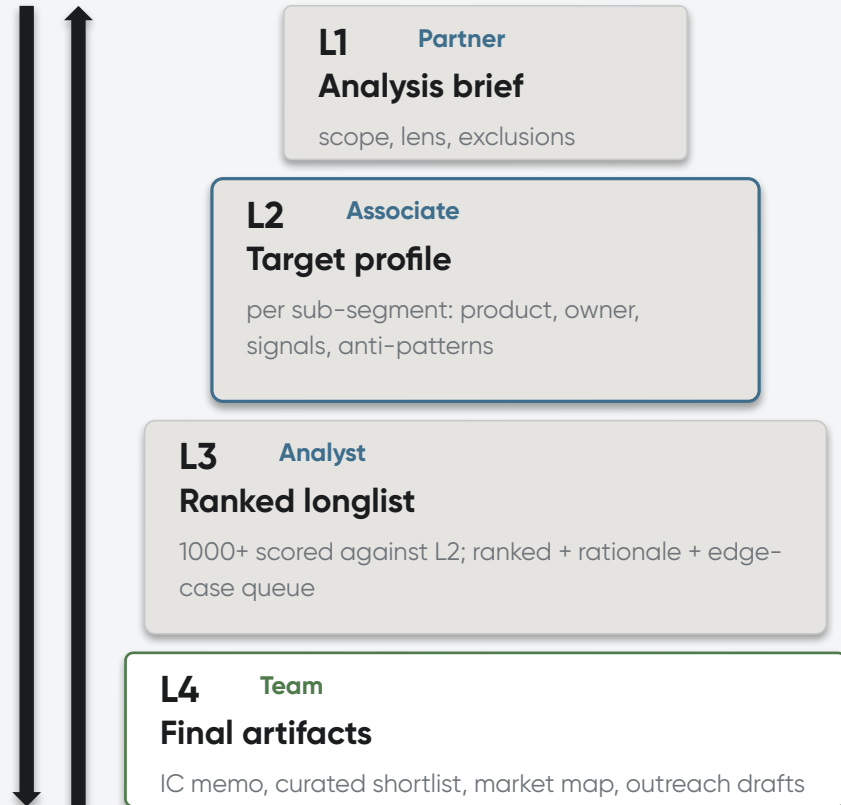 L1 Partner
Analysis brief
scope, lens, exclusions
L2 Associate
Target profile
per sub-segment: product, owner,
signals, anti-patterns
L3 Analyst
Ranked longlist
1000+ scored against L2; ranked + rationale + edge-
case queue
L4 Team
Final artifacts
IC memo, curated shortlist, market map, outreach drafts